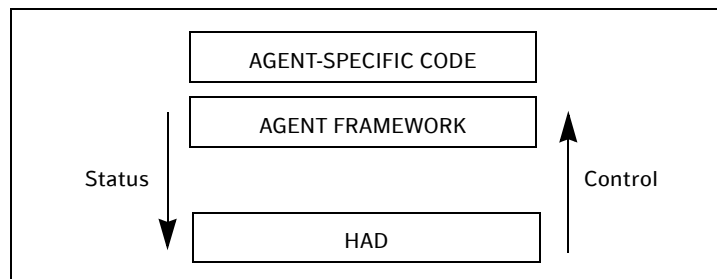 AGENT-SPECIFIC CODE
AGENT FRAMEWORK
Status
Control
HAD